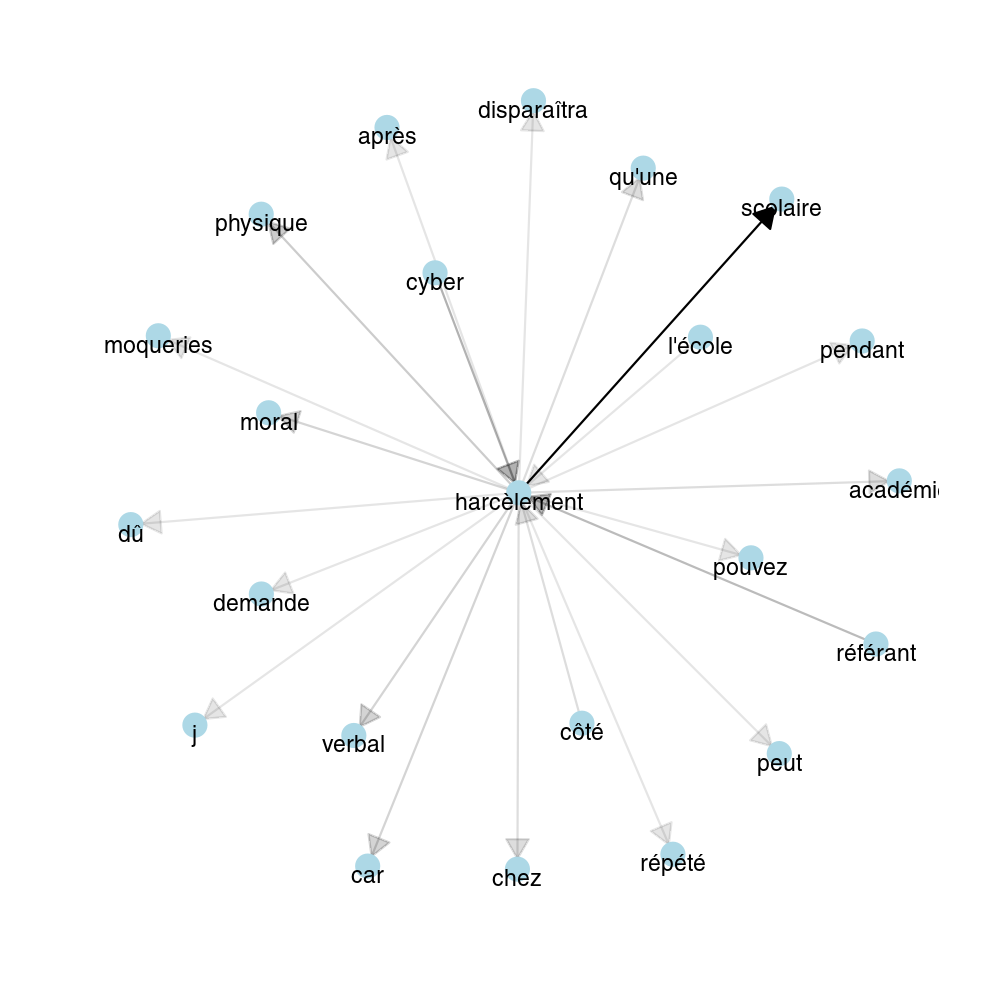 disparaîtra
après
qu'une
scolaire
physique
cyber
moqueries
l'école
pendant
moral
harcèlement
académi
dû
pouvez
demande
référant
j
verbal
côté
peut
car
chez
répété